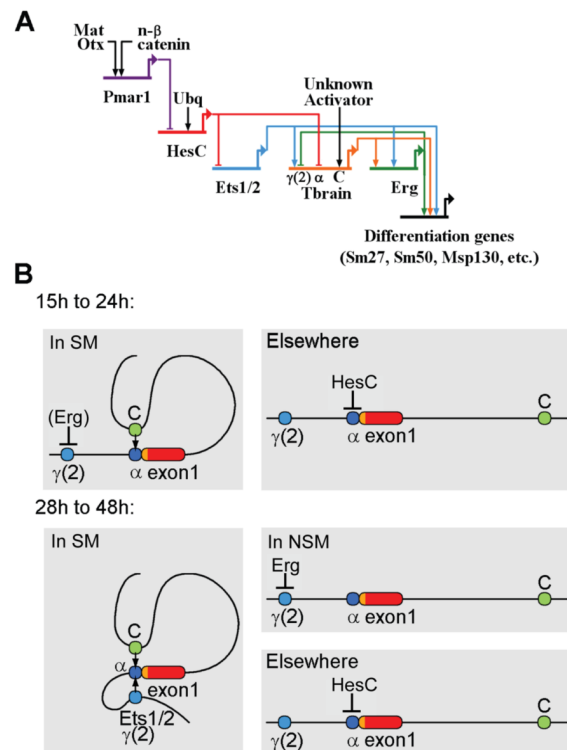 A
Mat n-β
Otx catenin
Pmar1
Ubq
Unknown
Activator
HesC
Ets1/2
γ(2) α C
Tbrain
Erg
Differentiation genes
(Sm27, Sm50, Msp130, etc.)
B
15h to 24h:
In SM
C
(Erg)
γ(2)
α exon1
Elsewhere
HesC
C
γ(2)
α exon1
28h to 48h:
In SM
C
α
exon1
Ets1/2
γ(2)
In NSM
Erg
C
γ(2)
α exon1
Elsewhere
HesC
C
γ(2)
α exon1